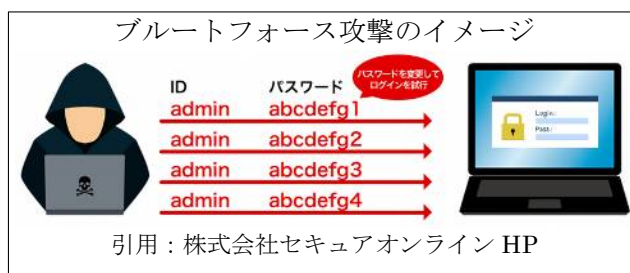 ブルートフォース攻撃のイメージ
パスワードを変更して
ログインを試行
ID パスワード
admin abcdefg1
admin abcdefg2
admin abcdefg3
admin abcdefg4
Login:
Pass:
引用：株式会社セキュアオンライン HP